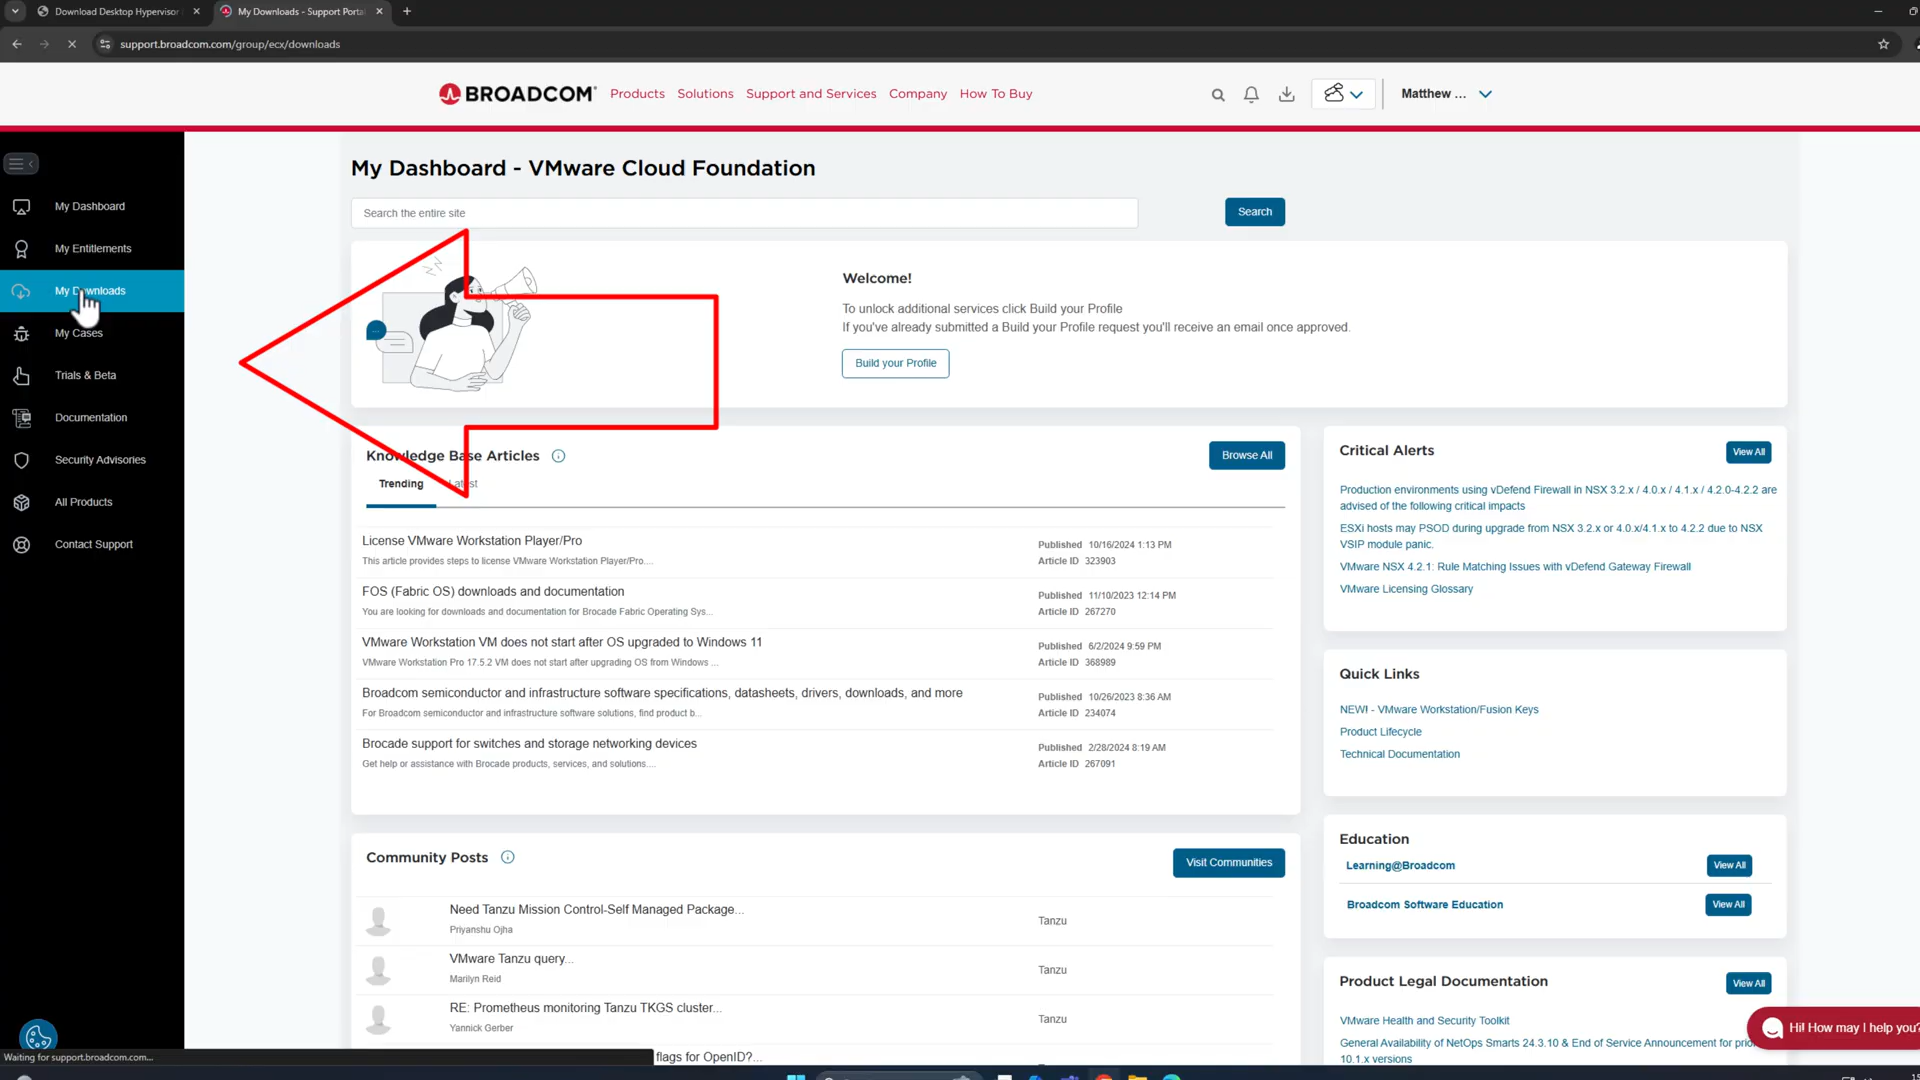 Download Desktop Hypervisor
My Downloads - Support Porta
support.broadcom.com/group/ecx/downloads
BROADCOM
Products
Solutions
Support and Services
Company
How To Buy
Matthew ...
My Dashboard
My Entitlements
My Downloads
My Cases
Trials & Beta
Documentation
Security Advisories
All Products
Contact Support
My Dashboard - VMware Cloud Foundation
Search the entire site
Search
Welcome!
To unlock additional services click Build your Profile
If you've already submitted a Build your Profile request you'll receive an email once approved.
Build your Profile
Knowledge Base Articles
Browse All
Trending
Latest
License VMware Workstation Player/Pro
This article provides steps to license VMware Workstation Player/Pro....
Published 10/16/2024 1:13 PM
Article ID 323903
FOS (Fabric OS) downloads and documentation
You are looking for downloads and documentation for Brocade Fabric Operating Sys...
Published 11/10/2023 12:14 PM
Article ID 267270
VMware Workstation VM does not start after OS upgraded to Windows 11
VMware Workstation Pro 17.5.2 VM does not start after upgrading OS from Windows ...
Published 6/2/2024 9:59 PM
Article ID 368989
Broadcom semiconductor and infrastructure software specifications, datasheets, drivers, downloads, and more
For Broadcom semiconductor and infrastructure software solutions, find product b...
Published 10/26/2023 8:36 AM
Article ID 234074
Brocade support for switches and storage networking devices
Get help or assistance with Brocade products, services, and solutions....
Published 2/28/2024 8:19 AM
Article ID 267091
Community Posts
Visit Communities
Need Tanzu Mission Control-Self Managed Package...
Priyanshu Ojha
Tanzu
VMware Tanzu query...
Marilyn Reid
Tanzu
RE: Prometheus monitoring Tanzu TKGS cluster...
Yannick Gerber
Tanzu
flags for OpenID?...
Critical Alerts
View All
Production environments using vDefend Firewall in NSX 3.2.x / 4.0.x / 4.1.x / 4.2.0-4.2.2 are
advised of the following critical impacts
ESXi hosts may PSOD during upgrade from NSX 3.2.x or 4.0.x/4.1.x to 4.2.2 due to NSX
VSIP module panic.
VMware NSX 4.2.1: Rule Matching Issues with vDefend Gateway Firewall
VMware Licensing Glossary
Quick Links
NEW! - VMware Workstation/Fusion Keys
Product Lifecycle
Technical Documentation
Education
Learning@Broadcom
View All
Broadcom Software Education
View All
Product Legal Documentation
View All
VMware Health and Security Toolkit
General Availability of NetOps Smarts 24.3.10 & End of Service Announcement for prio
10.1.x versions
Hi! How may I help you?
Waiting for support.broadcom.com...